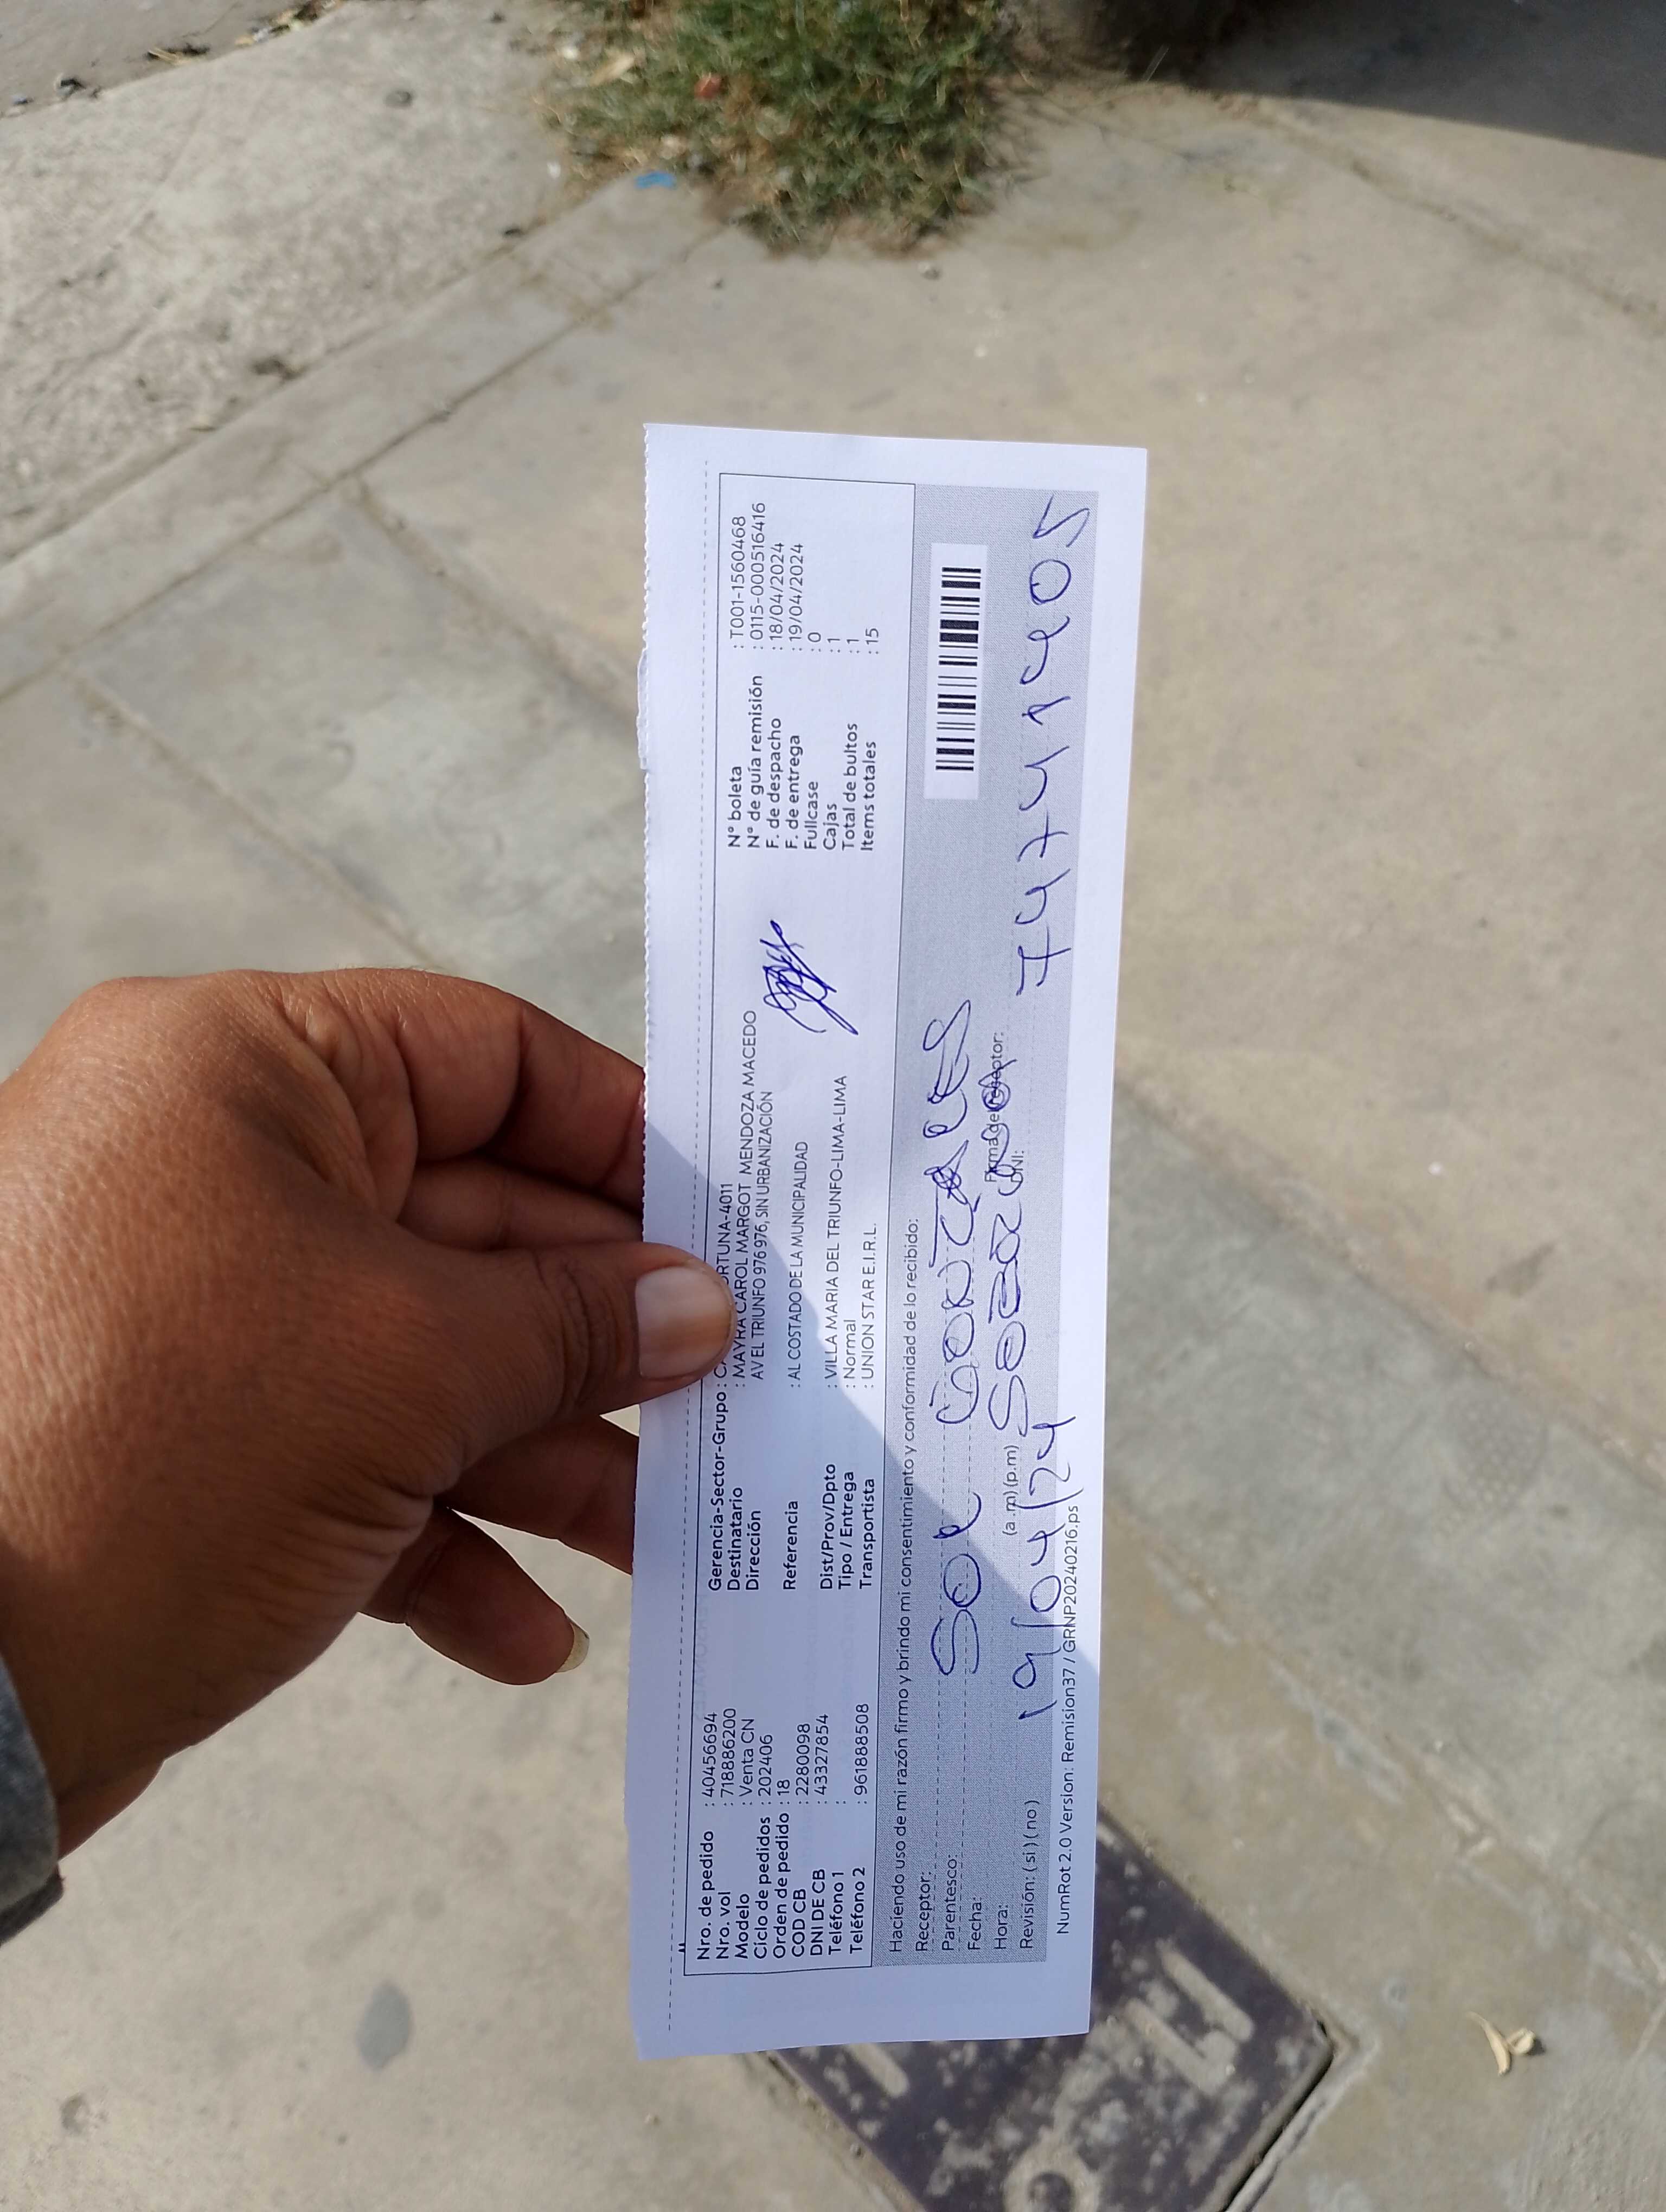 Nro. de pedido : 40456694
Nro. vol : 718886200
Modelo : Venta CN
Ciclo de pedidos : 202406
Orden de pedido : 18
COD CB : 2280098
DNI DE CB : 43327854
Teléfono 1 :
Teléfono 2 : 961888508
Gerencia-Sector-Grupo :
Destinatario : MAYRA CAROL MARGOT MENDOZA MACEDO
Dirección AV EL TRIUNFO 976 976, SIN URBANIZACIÓN
Referencia : AL COSTADO DE LA MUNICIPALIDAD
Dist/Prov/Dpto : VILLA MARIA DEL TRIUNFO-LIMA-LIMA
Tipo / Entrega : Normal
Transportista : UNION STAR E.I.R.L.
N° boleta : T001-1560468
N° de guía remisión : 0115-000516416
F. de despacho : 18/04/2024
F. de entrega : 19/04/2024
Fullcase : 0
Cajas : 1
Total de bultos : 1
Items totales : 15
Haciendo uso de mi razón firmo y brindo mi consentimiento y conformidad de lo recibido:
Receptor: Sol
Parentesco:
Fecha: 19/04/24
Hora: (a.m) (p.m)
Firma de receptor:
DNI: 74741405
Revisión: ( si ) ( no )
NumRot 2.0 Version: Remision37 / GRNP20240216.ps